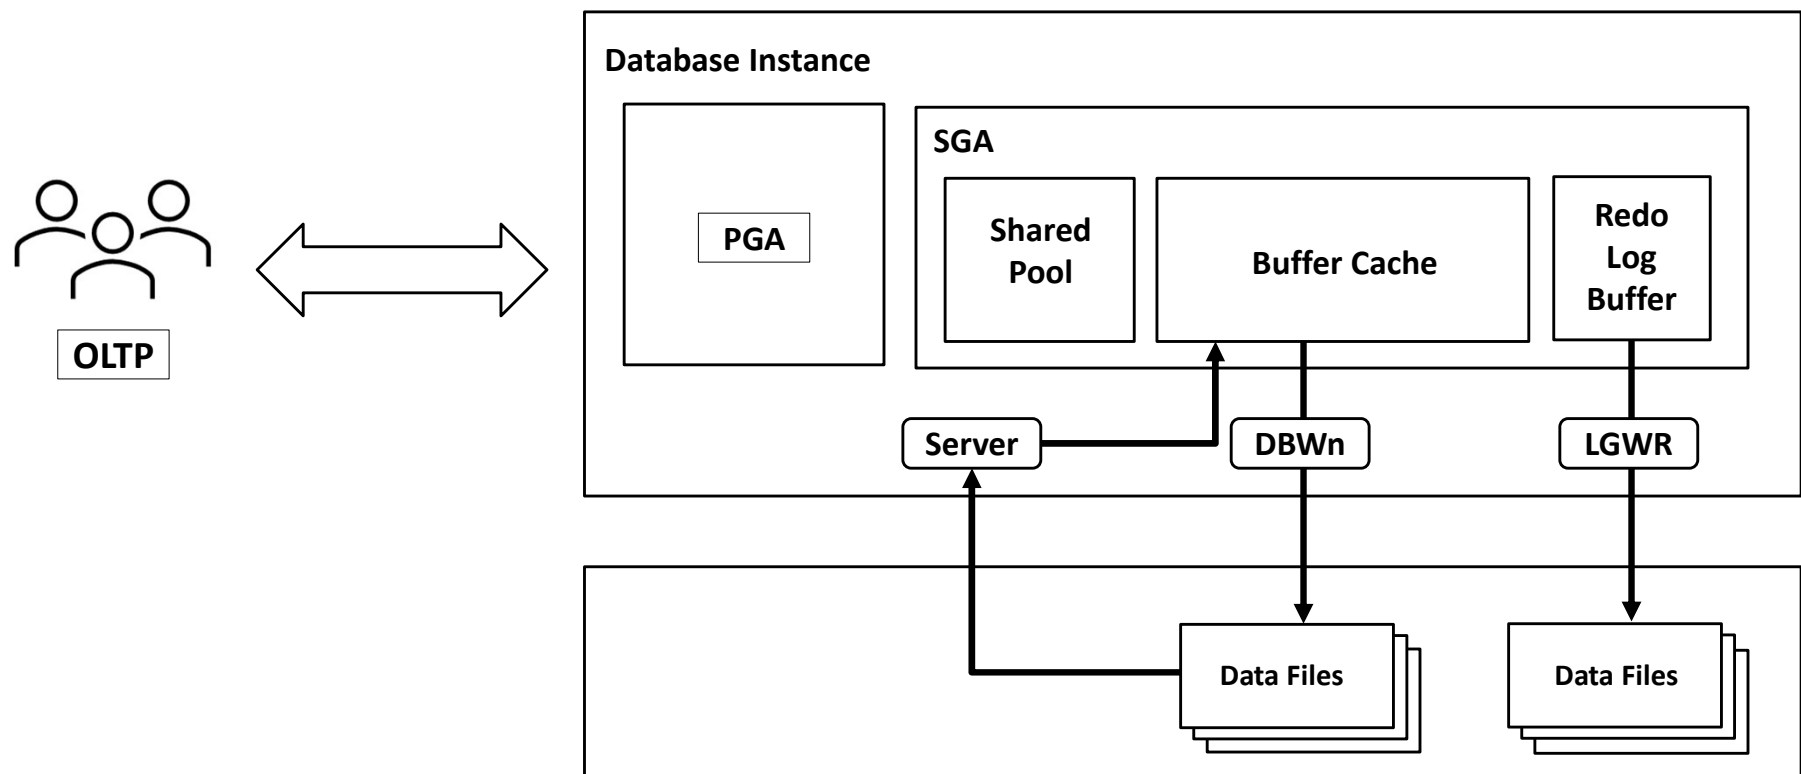 Database Instance
SGA
PGA
Shared
Pool
Buffer Cache
Redo
Log
Buffer
OLTP
Server
DBWn
LGWR
Data Files
Data Files